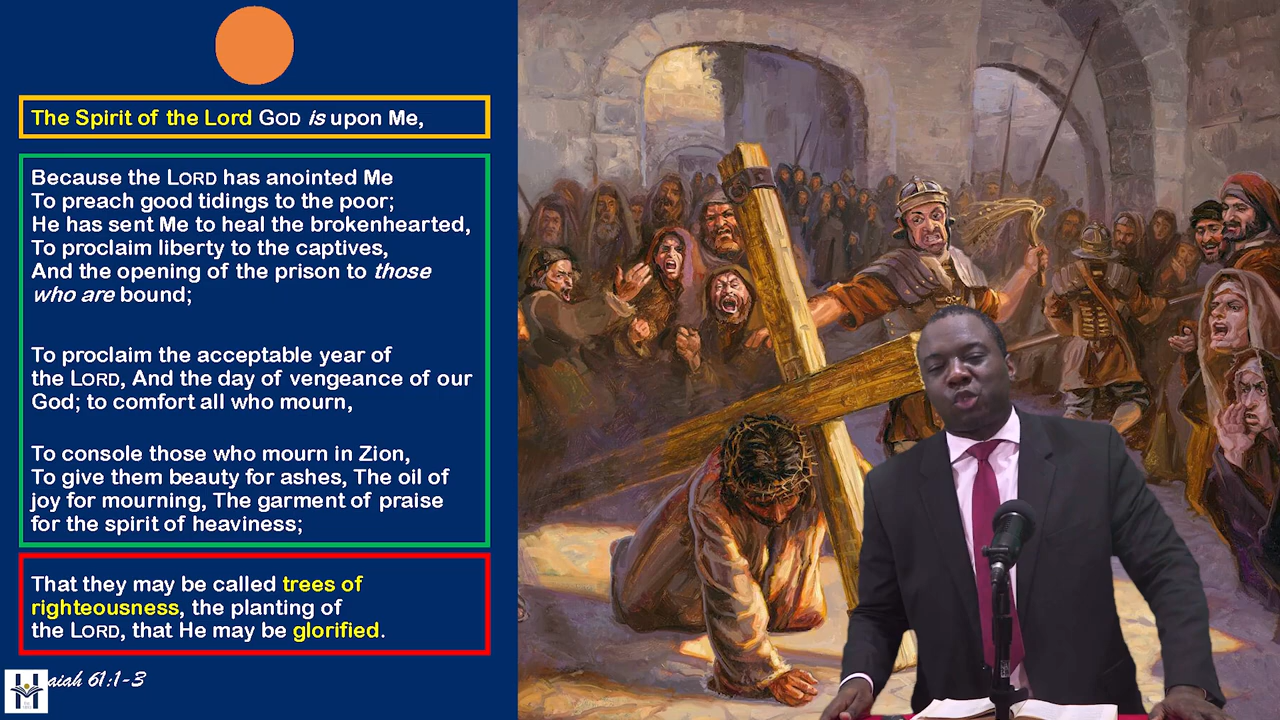 The Spirit of the Lord GOD is upon Me,
Because the LORD has anointed Me
To preach good tidings to the poor;
He has sent Me to heal the brokenhearted,
To proclaim liberty to the captives,
And the opening of the prison to those
who are bound;
To proclaim the acceptable year of
the LORD, And the day of vengeance of our
God; to comfort all who mourn,
To console those who mourn in Zion,
To give them beauty for ashes, The oil of
joy for mourning, The garment of praise
for the spirit of heaviness;
That they may be called trees of
righteousness, the planting of
the LORD, that He may be glorified.
aiah 61:1-3